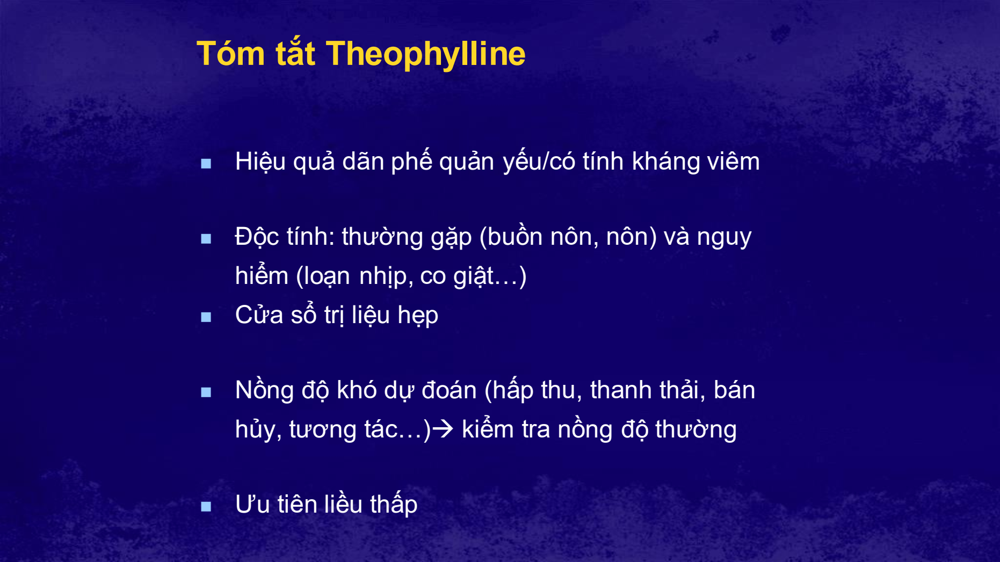 Tóm tắt Theophylline
Hiệu quả dãn phế quản yếu/có tính kháng viêm
Độc tính: thường gặp (buồn nôn, nôn) và nguy
hiểm (loạn nhịp, co giật…)
Cửa sổ trị liệu hẹp
Nồng độ khó dự đoán (hấp thu, thanh thải, bán
hủy, tương tác…)→ kiểm tra nồng độ thường
Ưu tiên liều thấp